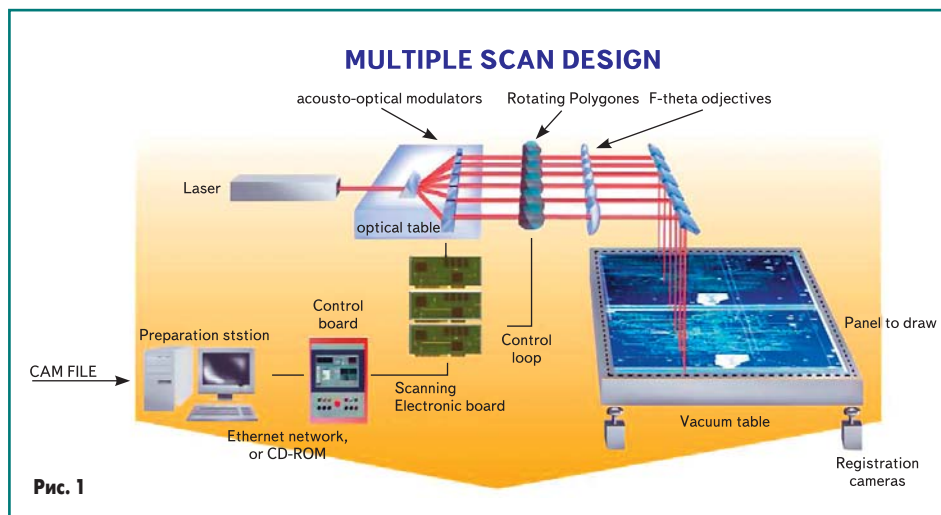 MULTIPLE SCAN DESIGN
acousto-optical modulators
Rotating Polygones
F-theta odjectives
Laser
optical table
Control
board
Preparation ststion
Control
loop
Panel to draw
CAM FILE
Scanning
Electronic board
Vacuum table
Ethernet network,
or CD-ROM
Registration
cameras
Рис. 1